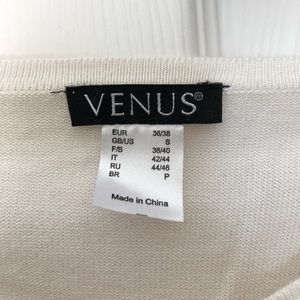 VENUS
EUR 36/38
GB/US S
F/B 38/40
IT 42/44
RU 44/46
BR P
Made in China